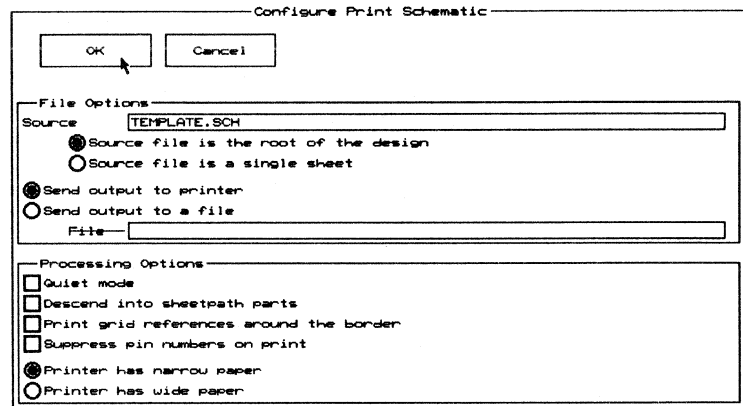 Configure Print Schematic
OK Cancel
File Options
Source TEMPLATE.SCH
Source file is the root of the design
Source file is a single sheet
Send output to printer
Send output to a file
File
Processing Options
Quiet mode
Descend into sheetpath parts
Print grid references around the border
Suppress pin numbers on print
Printer has narrow paper
Printer has wide paper